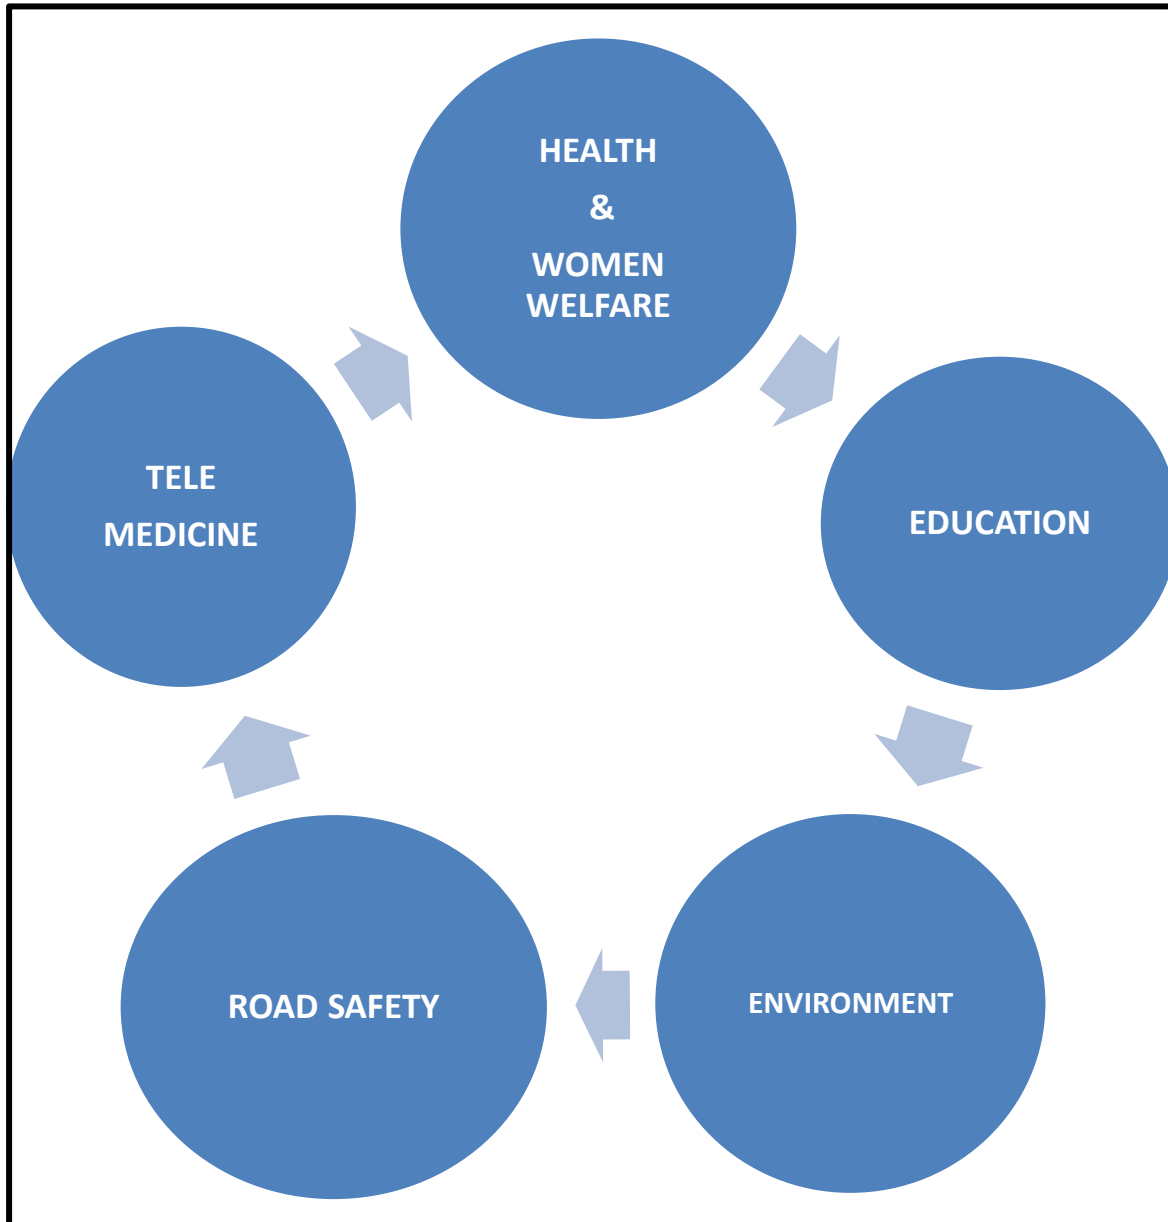 HEALTH
&
WOMEN
WELFARE
EDUCATION
ENVIRONMENT
ROAD SAFETY
TELE
MEDICINE